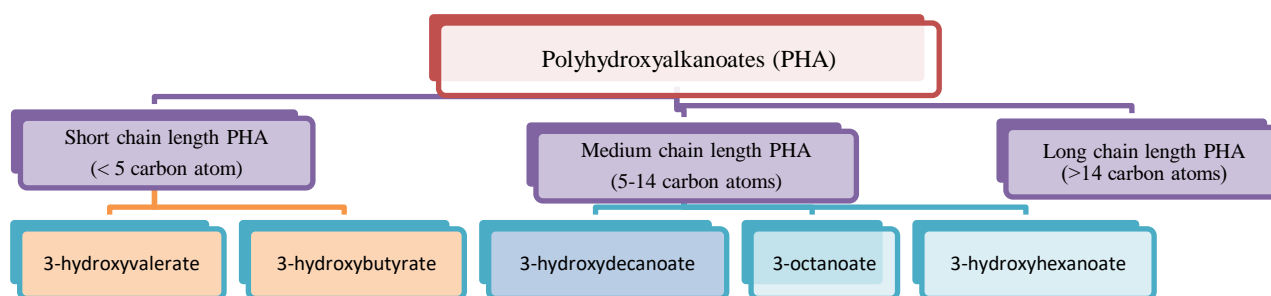 Polyhydroxyalkanoates (PHA)
Short chain length PHA
(< 5 carbon atom)
Medium chain length PHA
(5-14 carbon atoms)
Long chain length PHA
(>14 carbon atoms)
3-hydroxyvalerate
3-hydroxybutyrate
3-hydroxydecanoate
3-octanoate
3-hydroxyhexanoate